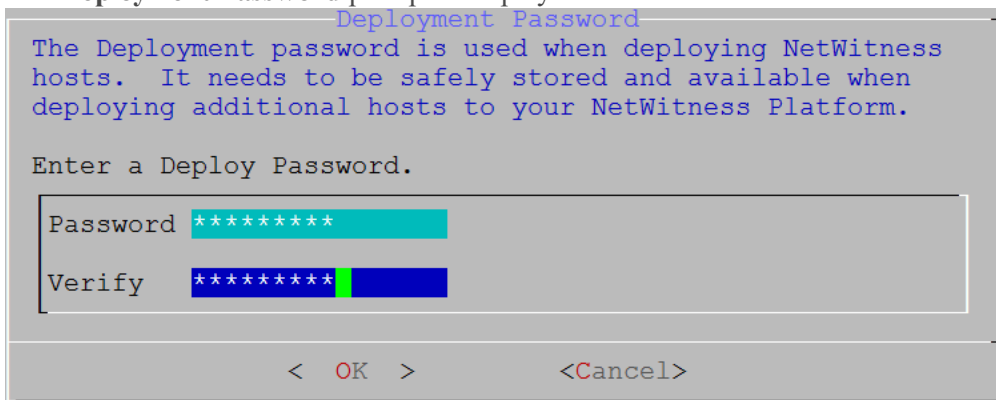 Deployment Password
The Deployment password is used when deploying NetWitness
hosts. It needs to be safely stored and available when
deploying additional hosts to your NetWitness Platform.
Enter a Deploy Password.
Password *********
Verify *********
< OK > <Cancel>